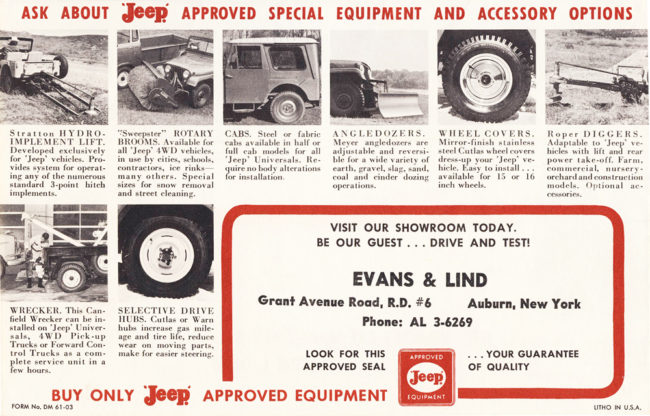 ASK ABOUT 'Jeep' APPROVED SPECIAL EQUIPMENT AND ACCESSORY OPTIONS
Stratton HYDRO-
IMPLEMENT LIFT.
Developed exclusively
for 'Jeep' vehicles. Pro-
vides system for operat-
ing any of the numerous
standard 3-point hitch
implements.
"Sweepster" ROTARY
BROOMS. Available for
all 'Jeep' 4WD vehicles,
in use by cities, schools,
contractors, ice rinks—
many others. Special
sizes for snow removal
and street cleaning.
CABS. Steel or fabric
cabs available in half or
full cab models for all
'Jeep' Universals. Re-
quire no body alterations
for installation.
ANGLEDOZERS.
Meyer angledozers are
adjustable and reversi-
ble for a wide variety of
earth, gravel, slag, sand,
coal and cinder dozing
operations.
WHEEL COVERS.
Mirror-finish stainless
steel Cutlas wheel covers
dress-up your 'Jeep' ve-
hicle. Easy to install . . .
available for 15 or 16
inch wheels.
Roper DIGGERS.
Adaptable to 'Jeep' ve-
hicles with lift and rear
power take-off. Farm,
commercial, nursery-
orchard and construction
models. Optional ac-
cessories.
WRECKER. This Can-
field Wrecker can be in-
stalled on 'Jeep' Univer-
sals, 4WD Pick-up
Trucks or Forward Con-
trol Trucks as a com-
plete service unit in a
few hours.
SELECTIVE DRIVE
HUBS. Cutlas or Warn
hubs increase gas mile-
age and tire life, reduce
wear on moving parts,
make for easier steering.
VISIT OUR SHOWROOM TODAY.
BE OUR GUEST . . . DRIVE AND TEST!
EVANS & LIND
Grant Avenue Road, R.D. #6 Auburn, New York
Phone: AL 3-6269
LOOK FOR THIS
APPROVED SEAL
APPROVED
'Jeep'
EQUIPMENT
. . . YOUR GUARANTEE
OF QUALITY
BUY ONLY 'Jeep' APPROVED EQUIPMENT
FORM No. DM 61-03
LITHO IN U.S.A.